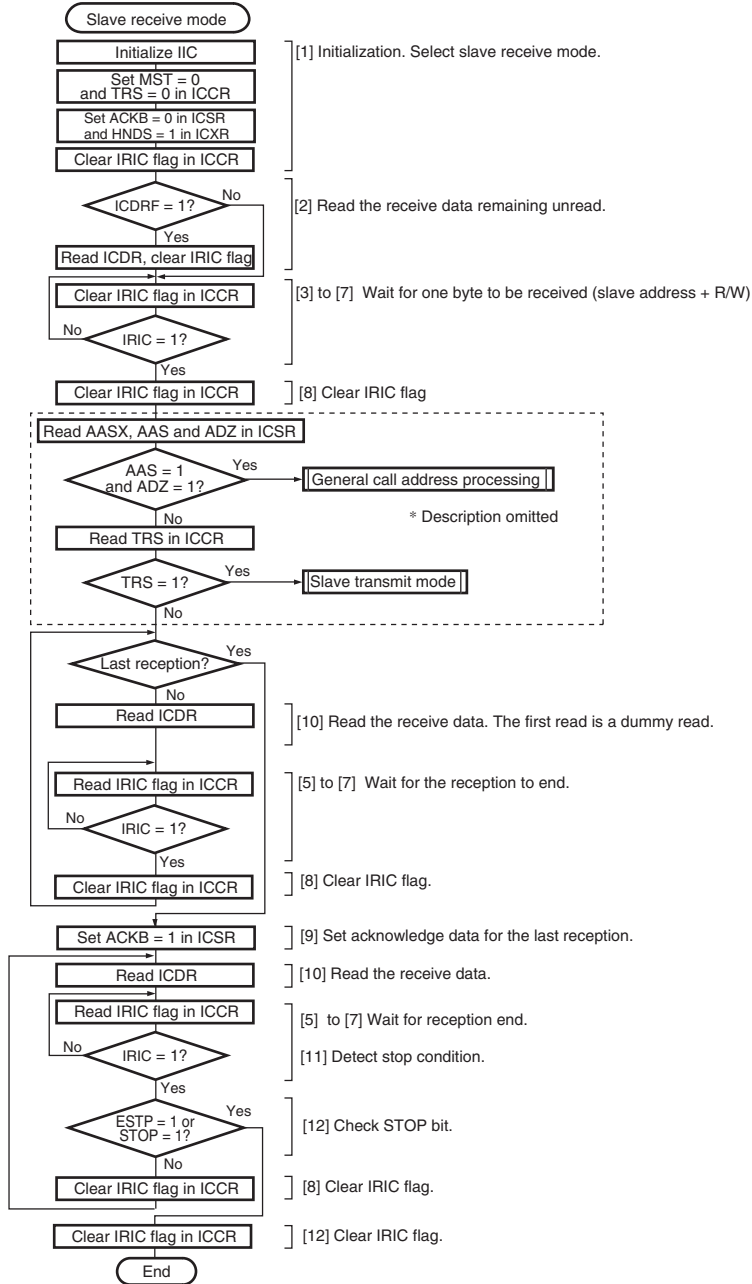 Slave receive mode
Initialize IIC
[1] Initialization. Select slave receive mode.
Set MST = 0
and TRS = 0 in ICCR
Set ACKB = 0 in ICSR
and HNDS = 1 in ICXR
Clear IRIC flag in ICCR
ICDRF = 1?
No
[2] Read the receive data remaining unread.
Yes
Read ICDR, clear IRIC flag
Clear IRIC flag in ICCR
[3] to [7] Wait for one byte to be received (slave address + R/W)
No
IRIC = 1?
Yes
Clear IRIC flag in ICCR
[8] Clear IRIC flag
Read AASX, AAS and ADZ in ICSR
AAS = 1
and ADZ = 1?
Yes
General call address processing
No
* Description omitted
Read TRS in ICCR
TRS = 1?
Yes
Slave transmit mode
No
Last reception?
Yes
No
Read ICDR
[10] Read the receive data. The first read is a dummy read.
Read IRIC flag in ICCR
[5] to [7] Wait for the reception to end.
No
IRIC = 1?
Yes
Clear IRIC flag in ICCR
[8] Clear IRIC flag.
Set ACKB = 1 in ICSR
[9] Set acknowledge data for the last reception.
Read ICDR
[10] Read the receive data.
Read IRIC flag in ICCR
[5] to [7] Wait for reception end.
No
IRIC = 1?
[11] Detect stop condition.
Yes
ESTP = 1 or
STOP = 1?
Yes
[12] Check STOP bit.
No
Clear IRIC flag in ICCR
[8] Clear IRIC flag.
Clear IRIC flag in ICCR
[12] Clear IRIC flag.
End